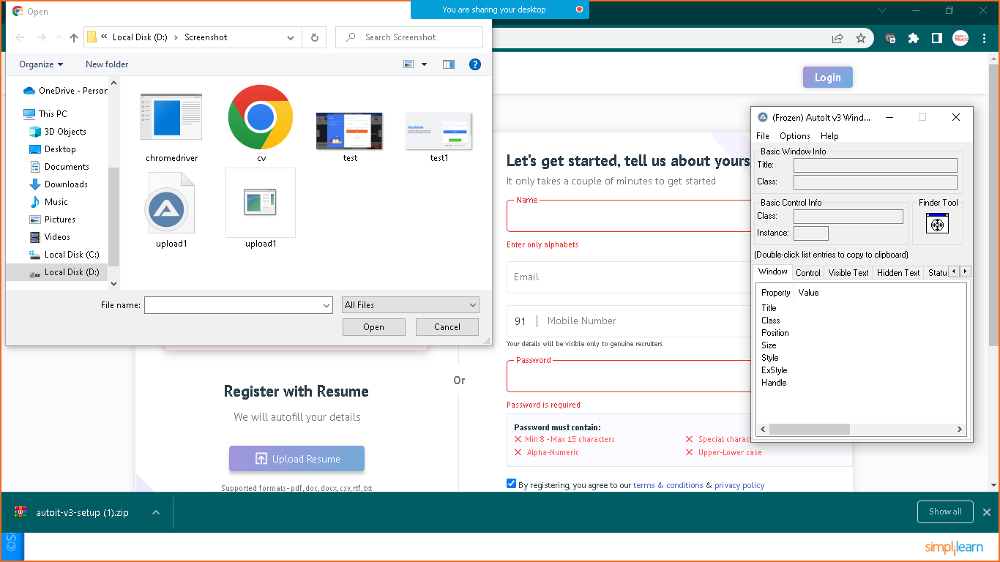 Open
You are sharing your desktop
« Local Disk (D:) › Screenshot
Search Screenshot
Organize
New folder
OneDrive - Person
This PC
3D Objects
Desktop
Documents
Downloads
Music
Pictures
Videos
Local Disk (C:)
Local Disk (D:)
chromedriver
cv
test
test1
upload1
upload1
File name:
All Files
Open
Cancel
Login
Let's get started, tell us about yours
It only takes a couple of minutes to get started
Name
Enter only alphabets
Email
91 | Mobile Number
Your details will be visible only to genuine recruiters
Password
Password is required
Password must contain:
Min 8 - Max 15 characters
Special charac
Alpha-Numeric
Upper-Lower case
By registering, you agree to our terms & conditions & privacy policy
Or
Register with Resume
We will autofill your details
Upload Resume
Supported formats- pdf, doc, docx, csv, rtf, txt
(Frozen) AutoIt v3 Wind...
File Options Help
Basic Window Info
Title:
Class:
Basic Control Info
Class:
Instance:
Finder Tool
(Double-click list entries to copy to clipboard)
Window Control Visible Text Hidden Text Statu
Property Value
Title
Class
Position
Size
Style
ExStyle
Handle
autoit-v3-setup (1).zip
Show all
©Si
simplilearn